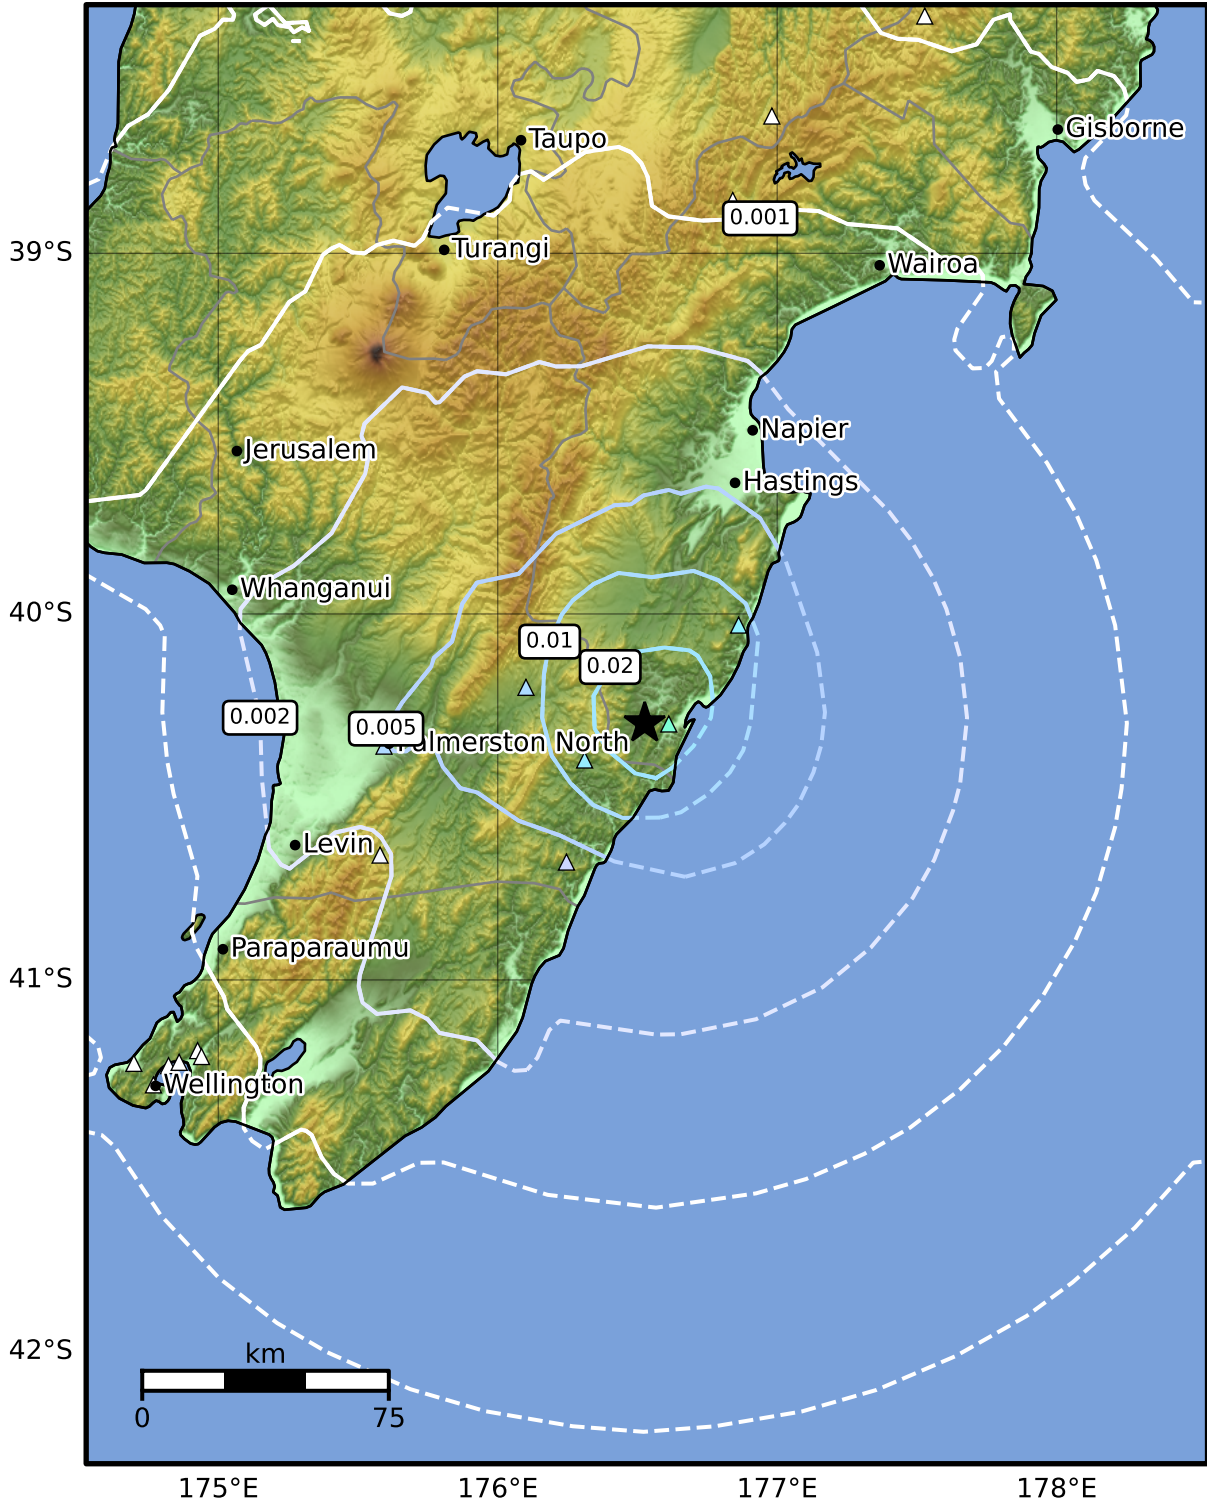 Taupo
Gisborne
0.001
Turangi
39°S
Wairoa
Napier
Jerusalem
Hastings
Whanganui
40°S
0.01
0.02
0.002
0.005
Palmerston North
Levin
Paraparaumu
41°S
Wellington
42°S
km
0
75
175°E
176°E
177°E
178°E